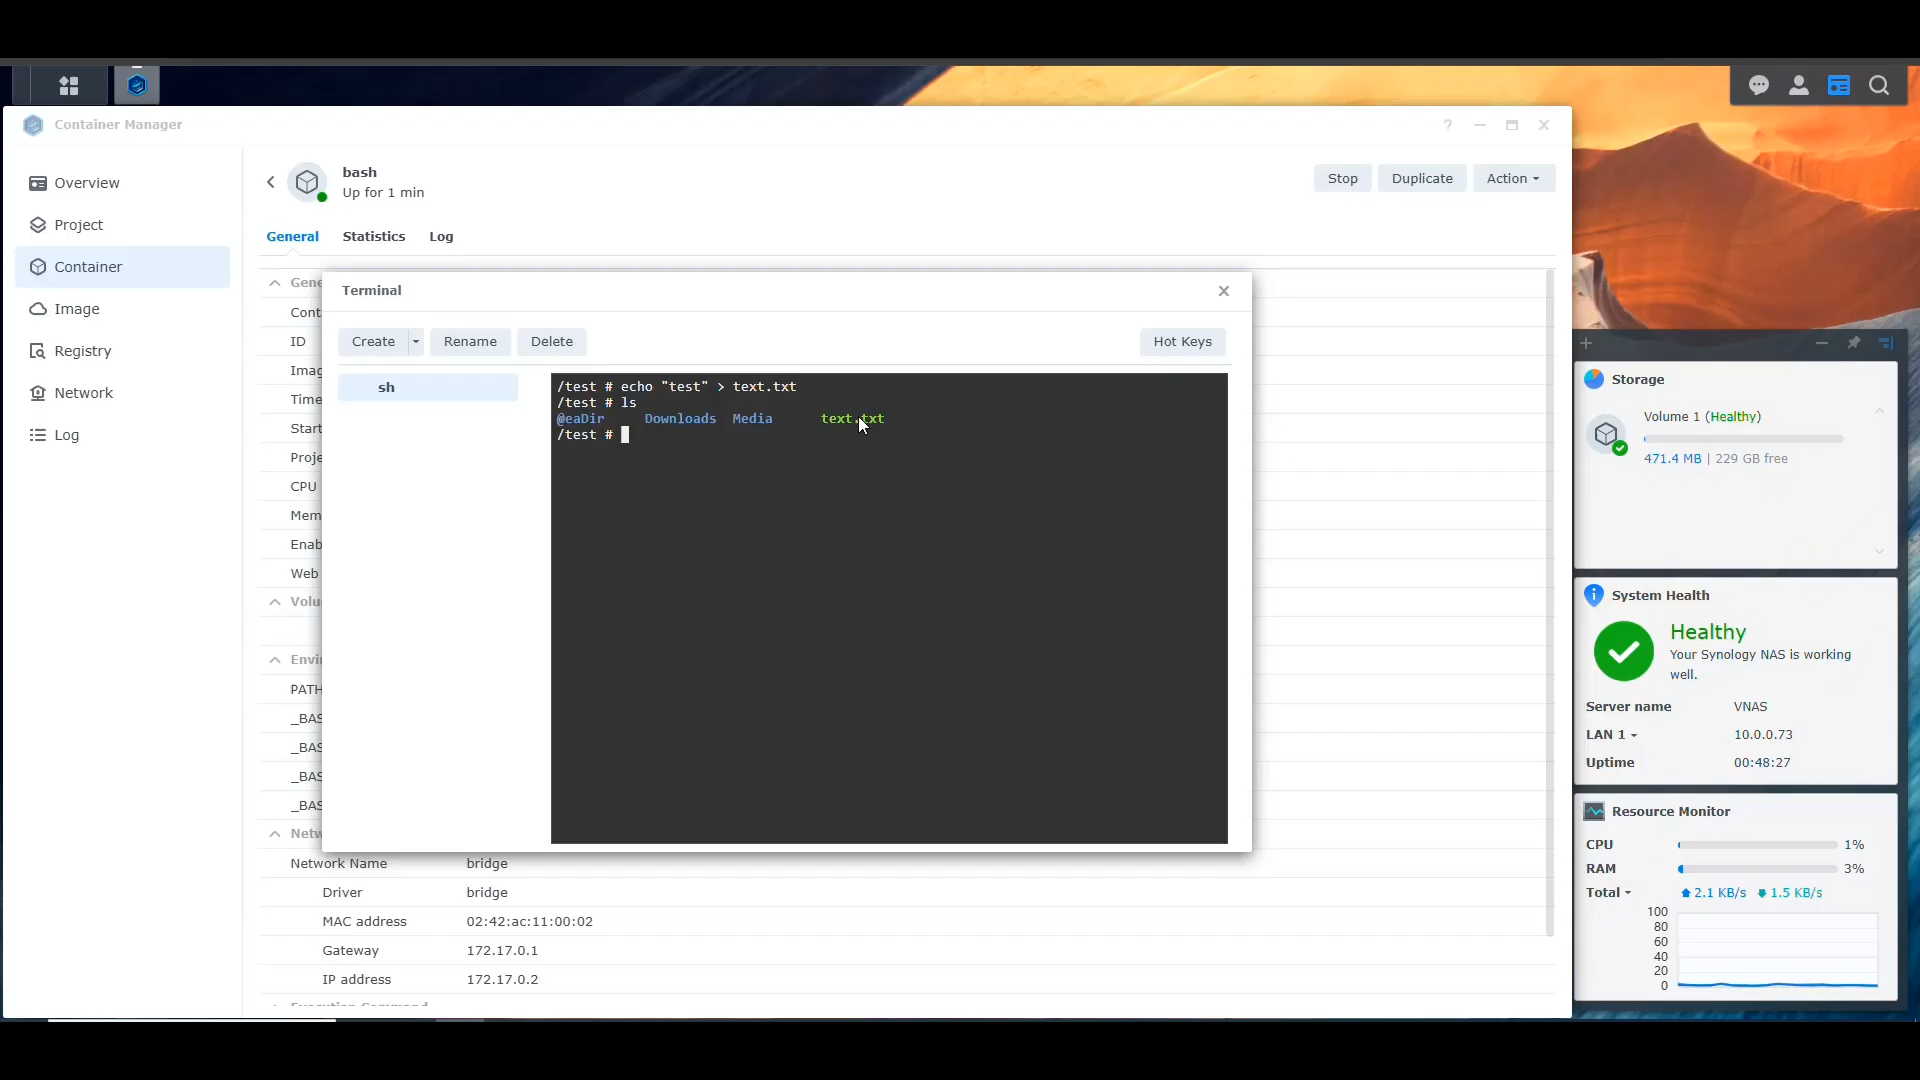 Container Manager
?
Overview
Project
Container
Image
Registry
Network
Log
bash
Up for 1 min
Stop
Duplicate
Action
General
Statistics
Log
Gene
Cont
ID
Imag
Time
Start
Proje
CPU
Mem
Enab
Web
Volu
Envi
PATH
_BAS
_BAS
_BAS
_BAS
Netw
Network Name bridge
Driver bridge
MAC address 02:42:ac:11:00:02
Gateway 172.17.0.1
IP address 172.17.0.2
Execution Command
Terminal
Create
Rename
Delete
Hot Keys
sh
/test # echo "test" > text.txt
/test # ls
@eaDir Downloads Media text.txt
/test #
Storage
Volume 1 (Healthy)
471.4 MB | 229 GB free
System Health
Healthy
Your Synology NAS is working
well.
Server name VNAS
LAN 1 10.0.0.73
Uptime 00:48:27
Resource Monitor
CPU 1%
RAM 3%
Total 2.1 KB/s 1.5 KB/s
100
80
60
40
20
0